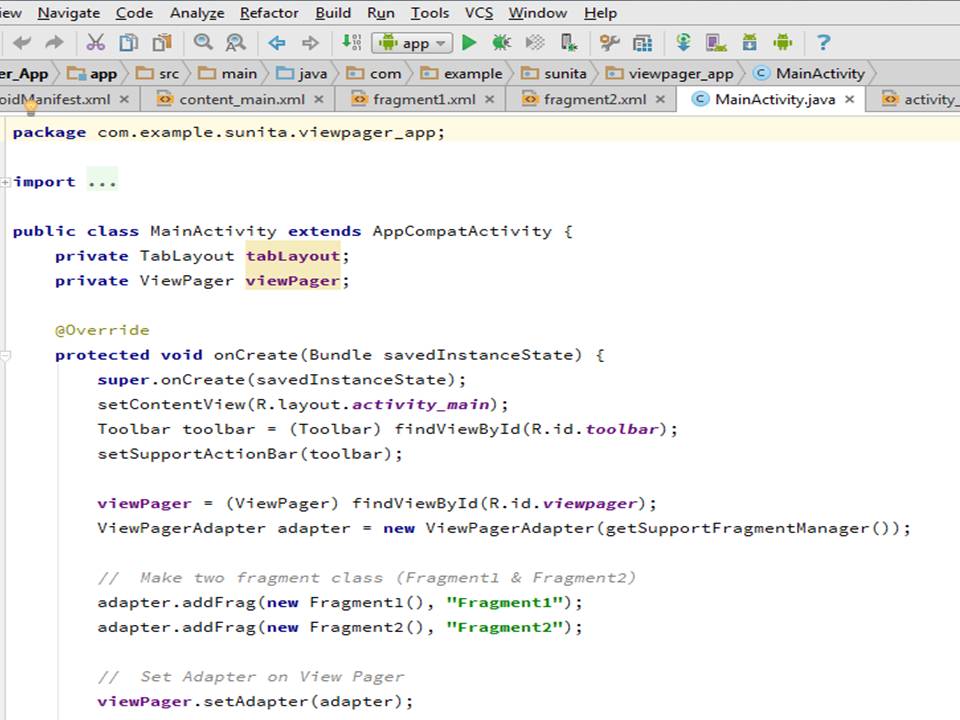 iew Navigate Code Analyze Refactor Build Run Tools VCS Window Help
app
er_App app src main java com example sunita viewpager_app MainActivity
oidManifest.xml content_main.xml fragment1.xml fragment2.xml MainActivity.java activity_
package com.example.sunita.viewpager_app;
import ...
public class MainActivity extends AppCompatActivity {
private TabLayout tabLayout;
private ViewPager viewPager;
@Override
protected void onCreate(Bundle savedInstanceState) {
super.onCreate(savedInstanceState);
setContentView(R.layout.activity_main);
Toolbar toolbar = (Toolbar) findViewById(R.id.toolbar);
setSupportActionBar(toolbar);
viewPager = (ViewPager) findViewById(R.id.viewpager);
ViewPagerAdapter adapter = new ViewPagerAdapter(getSupportFragmentManager());
// Make two fragment class (Fragment1 & Fragment2)
adapter.addFrag(new Fragment1(), "Fragment1");
adapter.addFrag(new Fragment2(), "Fragment2");
// Set Adapter on View Pager
viewPager.setAdapter(adapter);